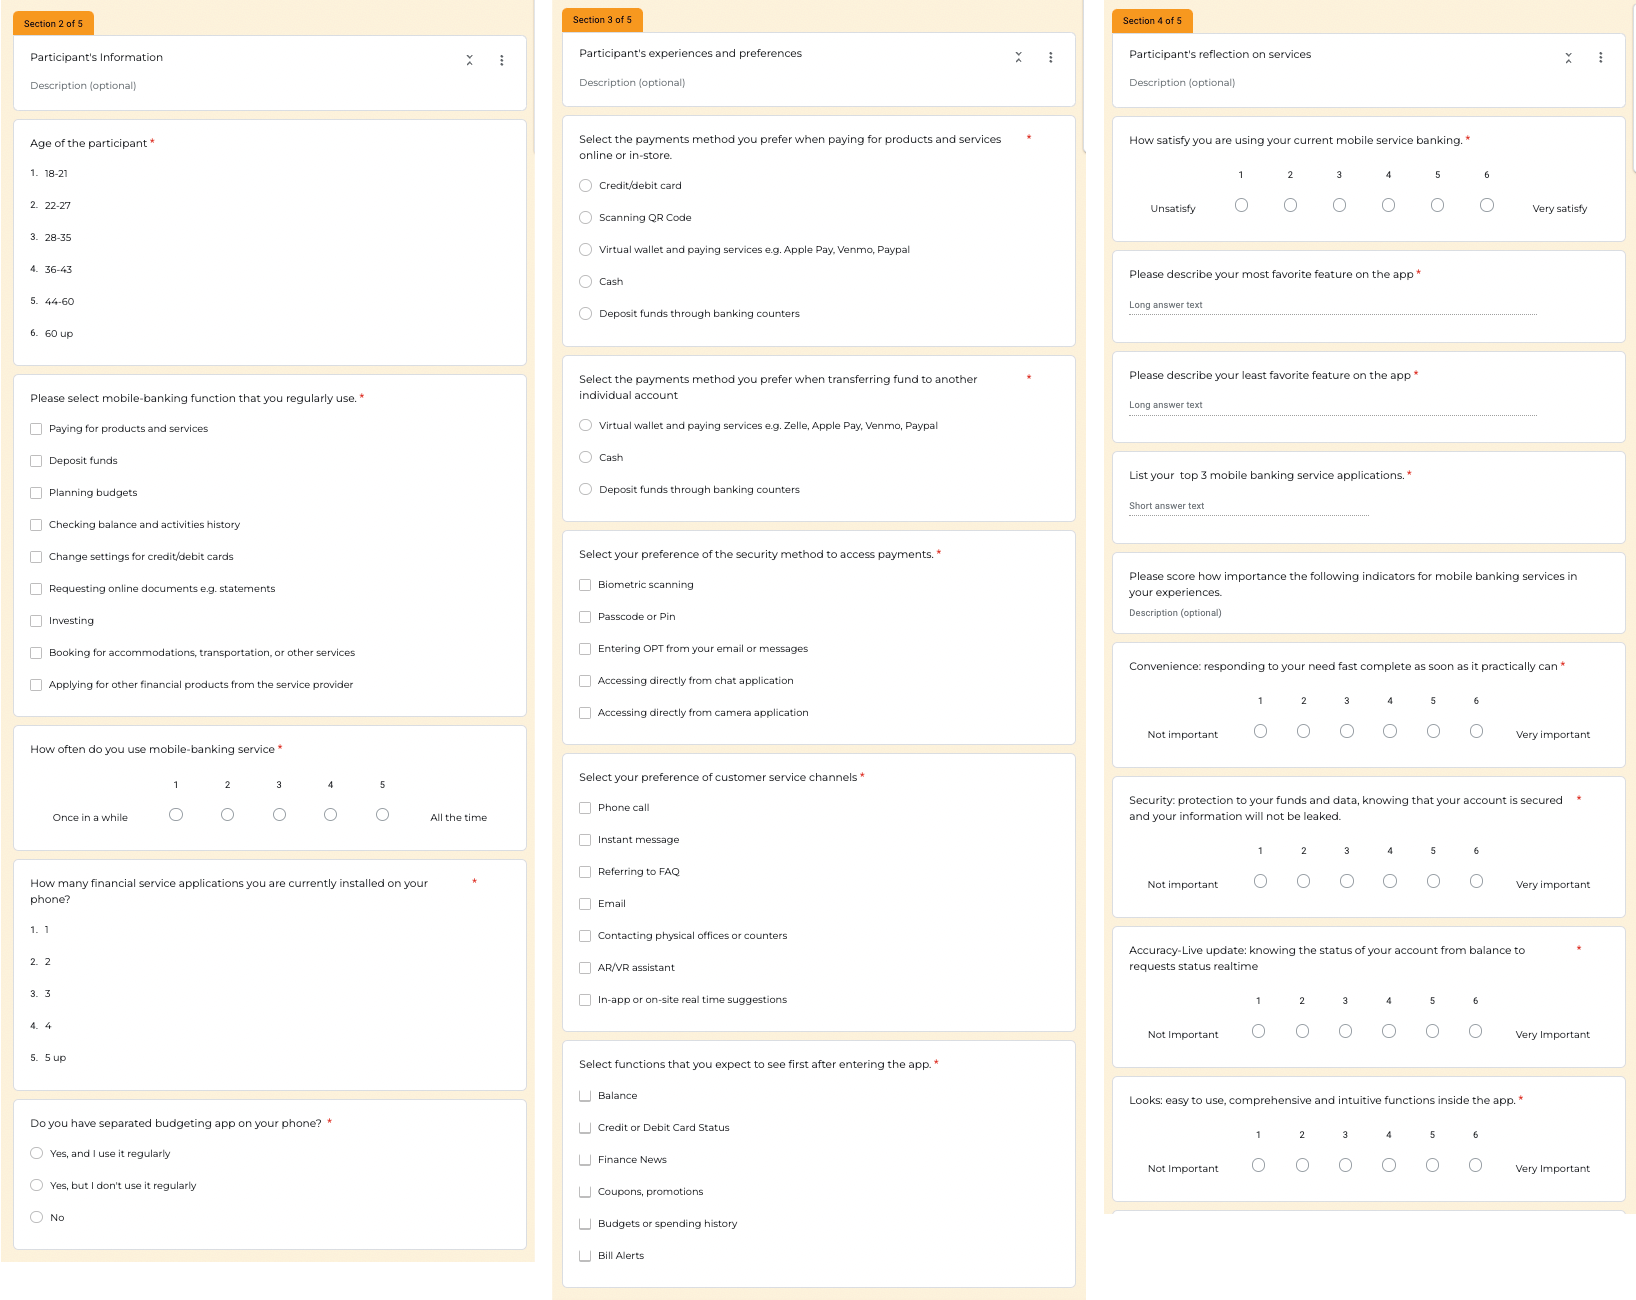 Section 2 of 5
Participant's Information
Description (optional)
Age of the participant *
1. 18-21
2. 22-27
3. 28-35
4. 36-43
5. 44-60
6. 60 up
Please select mobile-banking function that you regularly use. *
Paying for products and services
Deposit funds
Planning budgets
Checking balance and activities history
Change settings for credit/debit cards
Requesting online documents e.g. statements
Investing
Booking for accommodations, transportation, or other services
Applying for other financial products from the service provider
How often do you use mobile-banking service *
1 2 3 4 5
Once in a while All the time
How many financial service applications you are currently installed on your *
phone?
1. 1
2. 2
3. 3
4. 4
5. 5 up
Do you have separated budgeting app on your phone? *
Yes, and I use it regularly
Yes, but I don't use it regularly
No
Section 3 of 5
Participant's experiences and preferences
Description (optional)
Select the payments method you prefer when paying for products and services *
online or in-store.
Credit/debit card
Scanning QR Code
Virtual wallet and paying services e.g. Apple Pay, Venmo, Paypal
Cash
Deposit funds through banking counters
Select the payments method you prefer when transferring fund to another *
individual account
Virtual wallet and paying services e.g. Zelle, Apple Pay, Venmo, Paypal
Cash
Deposit funds through banking counters
Select your preference of the security method to access payments. *
Biometric scanning
Passcode or Pin
Entering OPT from your email or messages
Accessing directly from chat application
Accessing directly from camera application
Select your preference of customer service channels *
Phone call
Instant message
Referring to FAQ
Email
Contacting physical offices or counters
AR/VR assistant
In-app or on-site real time suggestions
Select functions that you expect to see first after entering the app. *
Balance
Credit or Debit Card Status
Finance News
Coupons, promotions
Budgets or spending history
Bill Alerts
Section 4 of 5
Participant's reflection on services
Description (optional)
How satisfy you are using your current mobile service banking. *
1 2 3 4 5 6
Unsatisfy Very satisfy
Please describe your most favorite feature on the app *
Long answer text
Please describe your least favorite feature on the app *
Long answer text
List your top 3 mobile banking service applications. *
Short answer text
Please score how importance the following indicators for mobile banking services in
your experiences.
Description (optional)
Convenience: responding to your need fast complete as soon as it practically can *
1 2 3 4 5 6
Not important Very important
Security: protection to your funds and data, knowing that your account is secured *
and your information will not be leaked.
1 2 3 4 5 6
Not important Very important
Accuracy-Live update: knowing the status of your account from balance to *
requests status realtime
1 2 3 4 5 6
Not Important Very Important
Looks: easy to use, comprehensive and intuitive functions inside the app. *
1 2 3 4 5 6
Not Important Very Important